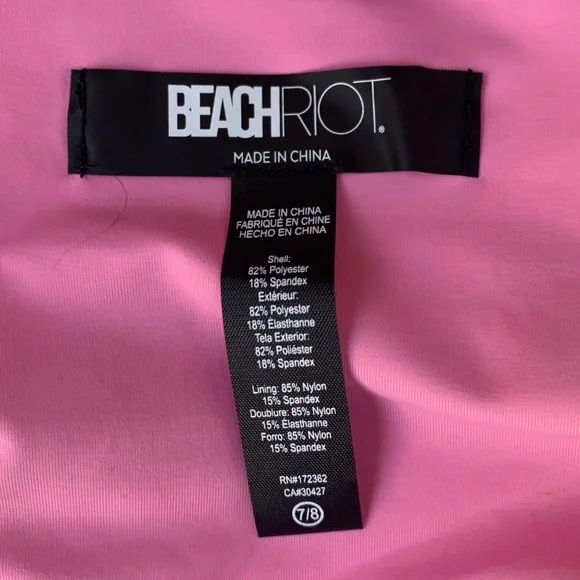 BEACHRIOT®
MADE IN CHINA
MADE IN CHINA
FABRIQUÉ EN CHINE
HECHO EN CHINA
Shell;
82% Polyester
18% Spandex
Extérieur:
82% Polyester
18% Élasthanne
Tela Exterior:
82% Poliéster
18% Spandex
Lining: 85% Nylon
15% Spandex
Doublure: 85% Nylon
15% Élasthanne
Forro: 85% Nylon
15% Spandex
RN#172362
CA#30427
7/8